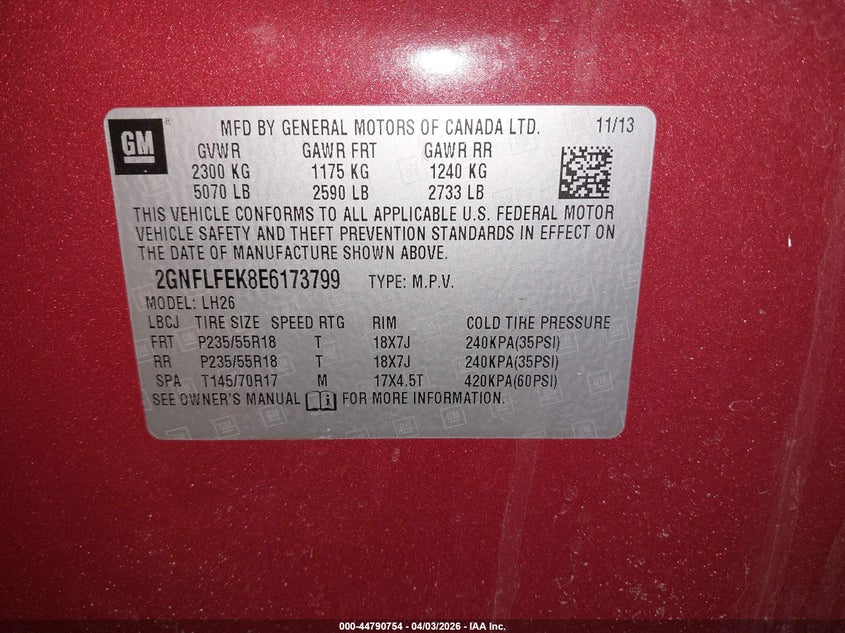 GM
MFD BY GENERAL MOTORS OF CANADA LTD. 11/13
GVWR GAWR FRT GAWR RR
2300 KG 1175 KG 1240 KG
5070 LB 2590 LB 2733 LB
THIS VEHICLE CONFORMS TO ALL APPLICABLE U.S. FEDERAL MOTOR
VEHICLE SAFETY AND THEFT PREVENTION STANDARDS IN EFFECT ON
THE DATE OF MANUFACTURE SHOWN ABOVE.
2GNFLFEK8E6173799 TYPE: M.P.V.
MODEL: LH26
LBCJ TIRE SIZE SPEED RTG RIM COLD TIRE PRESSURE
FRT P235/55R18 T 18X7J 240KPA(35PSI)
RR P235/55R18 T 18X7J 240KPA(35PSI)
SPA T145/70R17 M 17X4.5T 420KPA(60PSI)
SEE OWNER'S MANUAL FOR MORE INFORMATION.
000-44790754 - 04/03/2026 - IAA Inc.